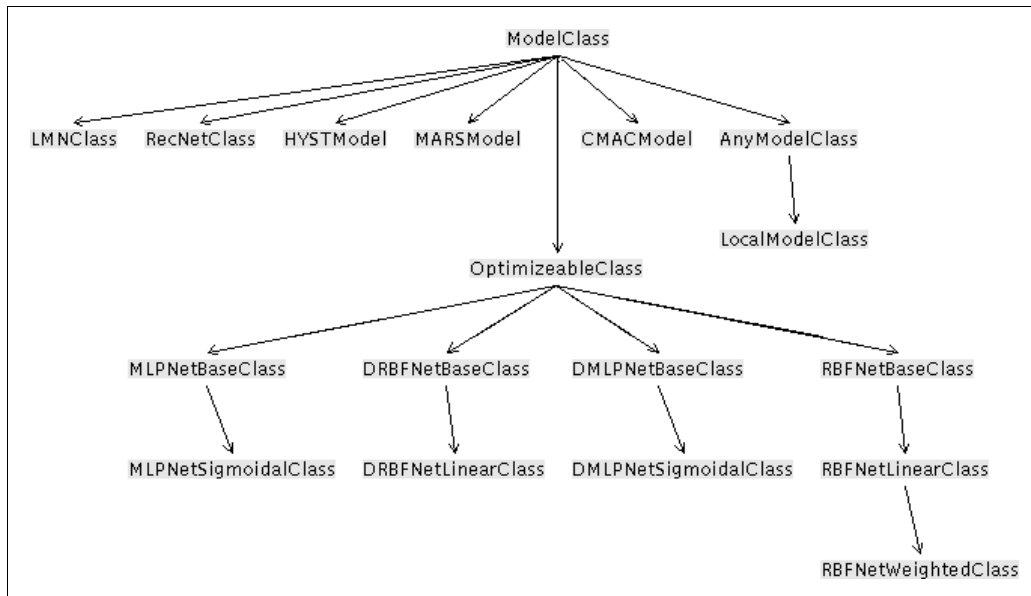 ModelClass
LMNClass RecNetClass HYSTModel MARSModel CMACModel AnyModelClass
LocalModelClass
OptimizeableClass
MLPNetBaseClass DRBFNetBaseClass DMLPNetBaseClass RBFNetBaseClass
MLPNetSigmoidalClass DRBFNetLinearClass DMLPNetSigmoidalClass RBFNetLinearClass
RBFNetWeightedClass